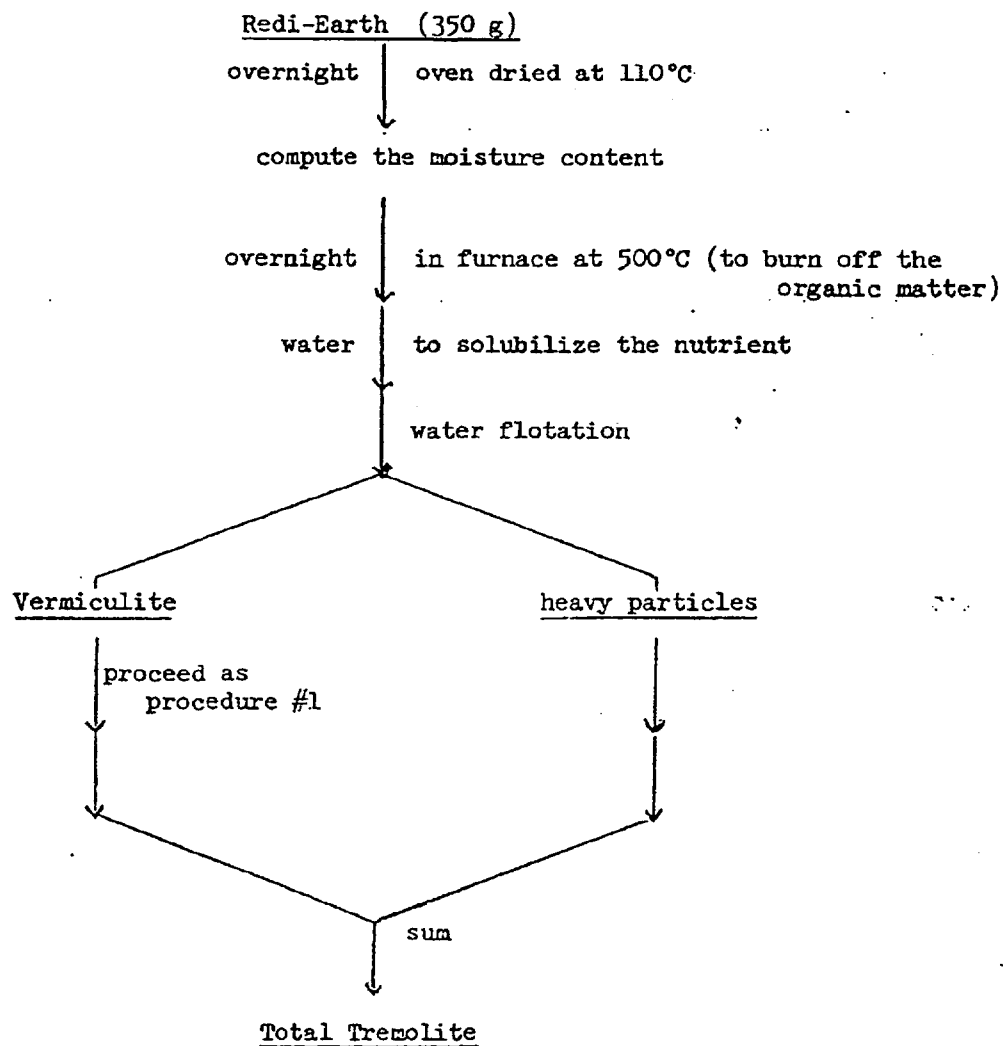 Redi-Earth (350 g)
overnight oven dried at 110°C
compute the moisture content
overnight in furnace at 500°C (to burn off the
organic matter)
water to solubilize the nutrient
water flotation
Vermiculite heavy particles
proceed as
procedure #1
sum
Total Tremolite